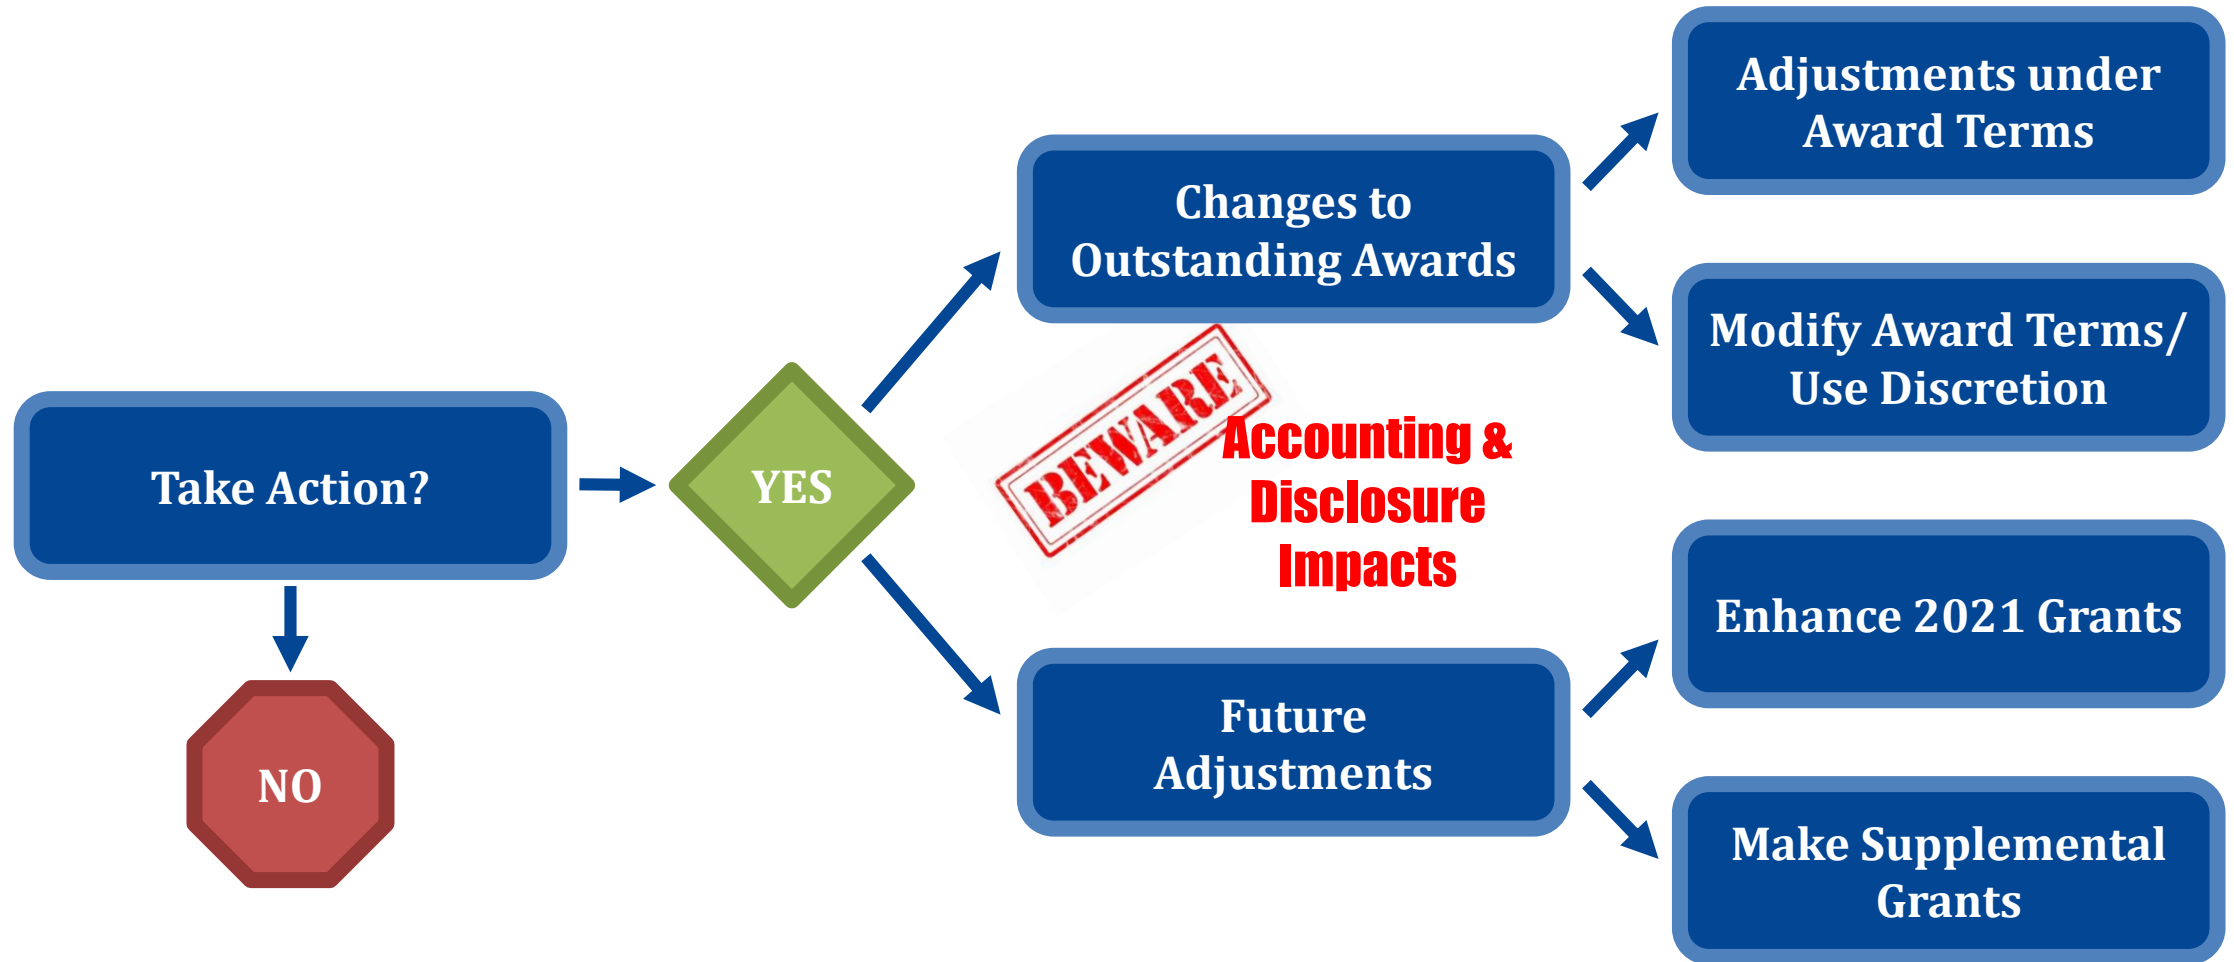 Take Action?
NO
YES
Changes to
Outstanding Awards
BEWARE
Accounting &
Disclosure
Impacts
Future
Adjustments
Adjustments under
Award Terms
Modify Award Terms/
Use Discretion
Enhance 2021 Grants
Make Supplemental
Grants